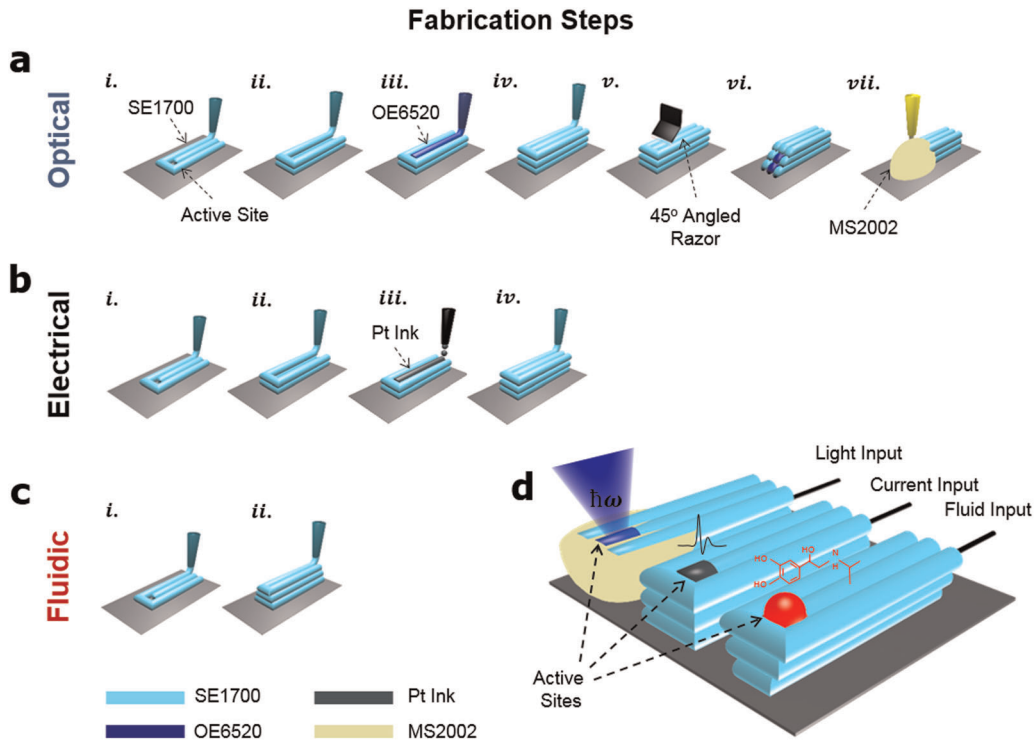 Fabrication Steps
a
Optical
i.
ii.
iii.
iv.
v.
vi.
vii.
SE1700
OE6520
Active Site
45º Angled
Razor
MS2002
b
Electrical
i.
ii.
iii.
iv.
Pt Ink
c
Fluidic
i.
ii.
d
Light Input
Current Input
Fluid Input
ħω
HO
HO
OH
N
H
Active
Sites
SE1700
Pt Ink
OE6520
MS2002